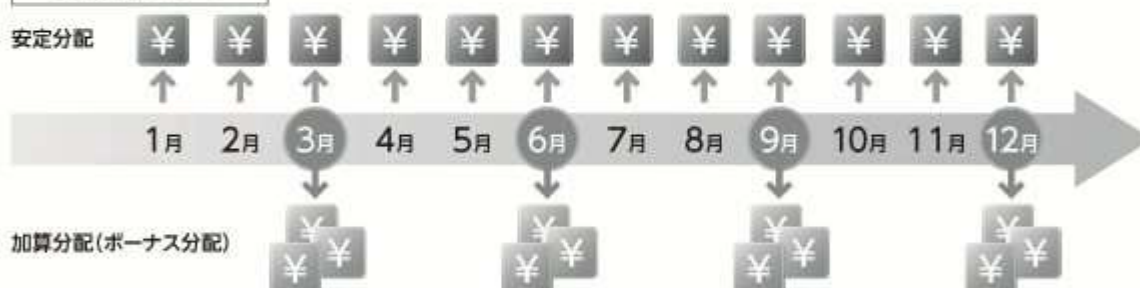 安定分配 ¥ ¥ ¥ ¥ ¥ ¥ ¥ ¥ ¥ ¥ ¥ ¥
1月 2月 3月 4月 5月 6月 7月 8月 9月 10月 11月 12月
加算分配(ボーナス分配) ¥ ¥ ¥ ¥ ¥ ¥ ¥ ¥ ¥ ¥ ¥ ¥